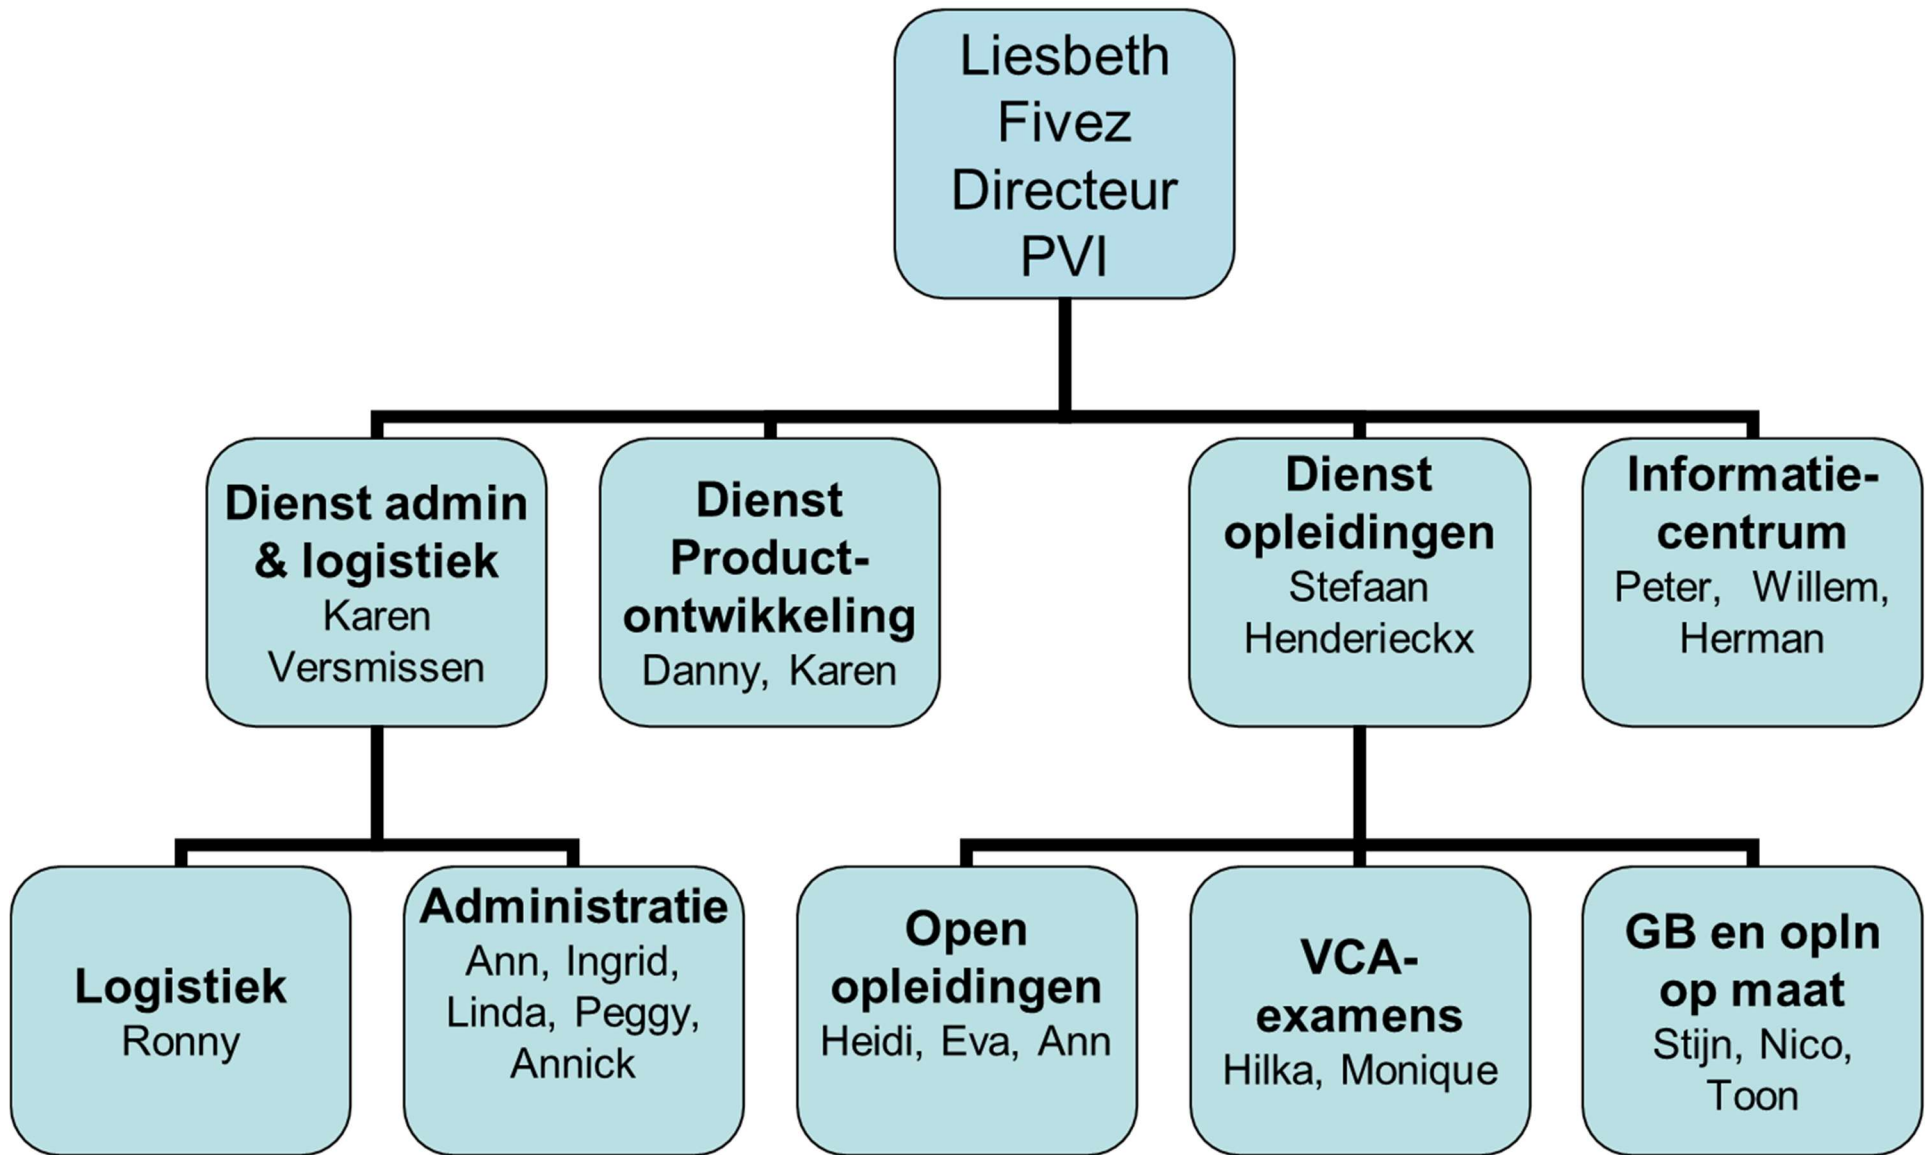 Liesbeth
Fivez
Directeur
PVI
Dienst admin
& logistiek
Karen
Versmissen
Dienst
Product-
ontwikkeling
Danny, Karen
Dienst
opleidingen
Stefaan
Henderieckx
Informatie-
centrum
Peter, Willem,
Herman
Logistiek
Ronny
Administratie
Ann, Ingrid,
Linda, Peggy,
Annick
Open
opleidingen
Heidi, Eva, Ann
VCA-
examens
Hilka, Monique
GB en opln
op maat
Stijn, Nico,
Toon